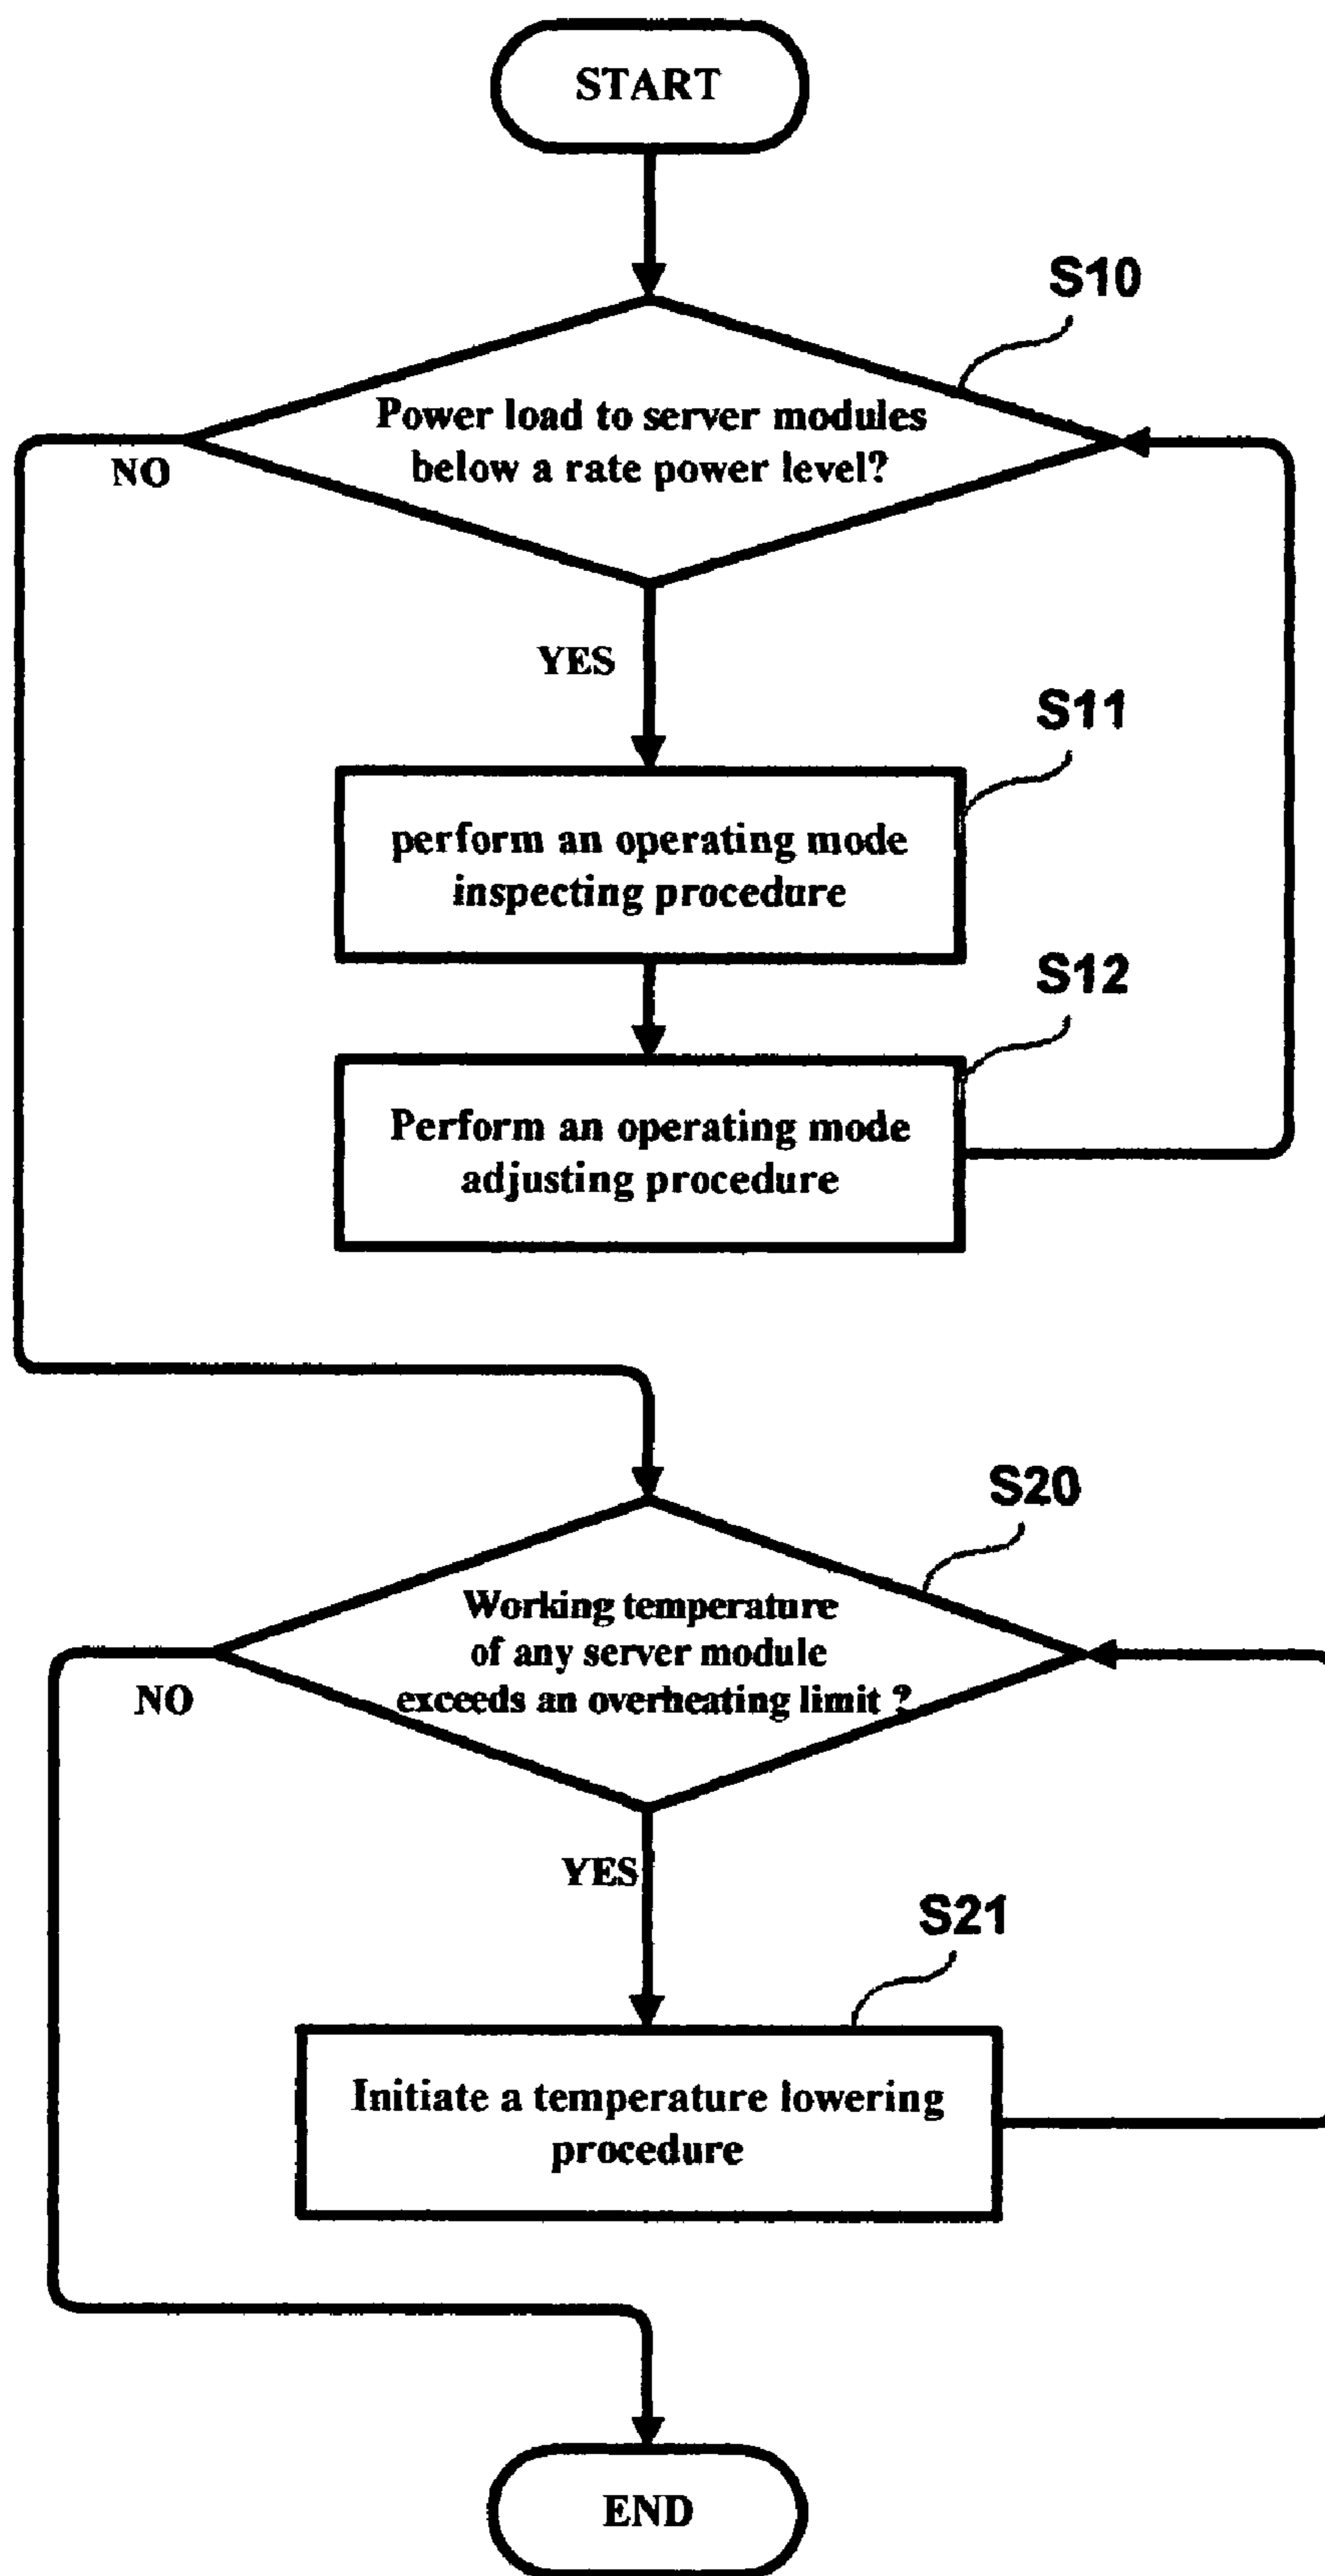 START
S10
Power load to server modules
below a rate power level?
NO
YES
S11
perform an operating mode
inspecting procedure
S12
Perform an operating mode
adjusting procedure
S20
Working temperature
of any server module
exceeds an overheating limit ?
NO
YES
S21
Initiate a temperature lowering
procedure
END